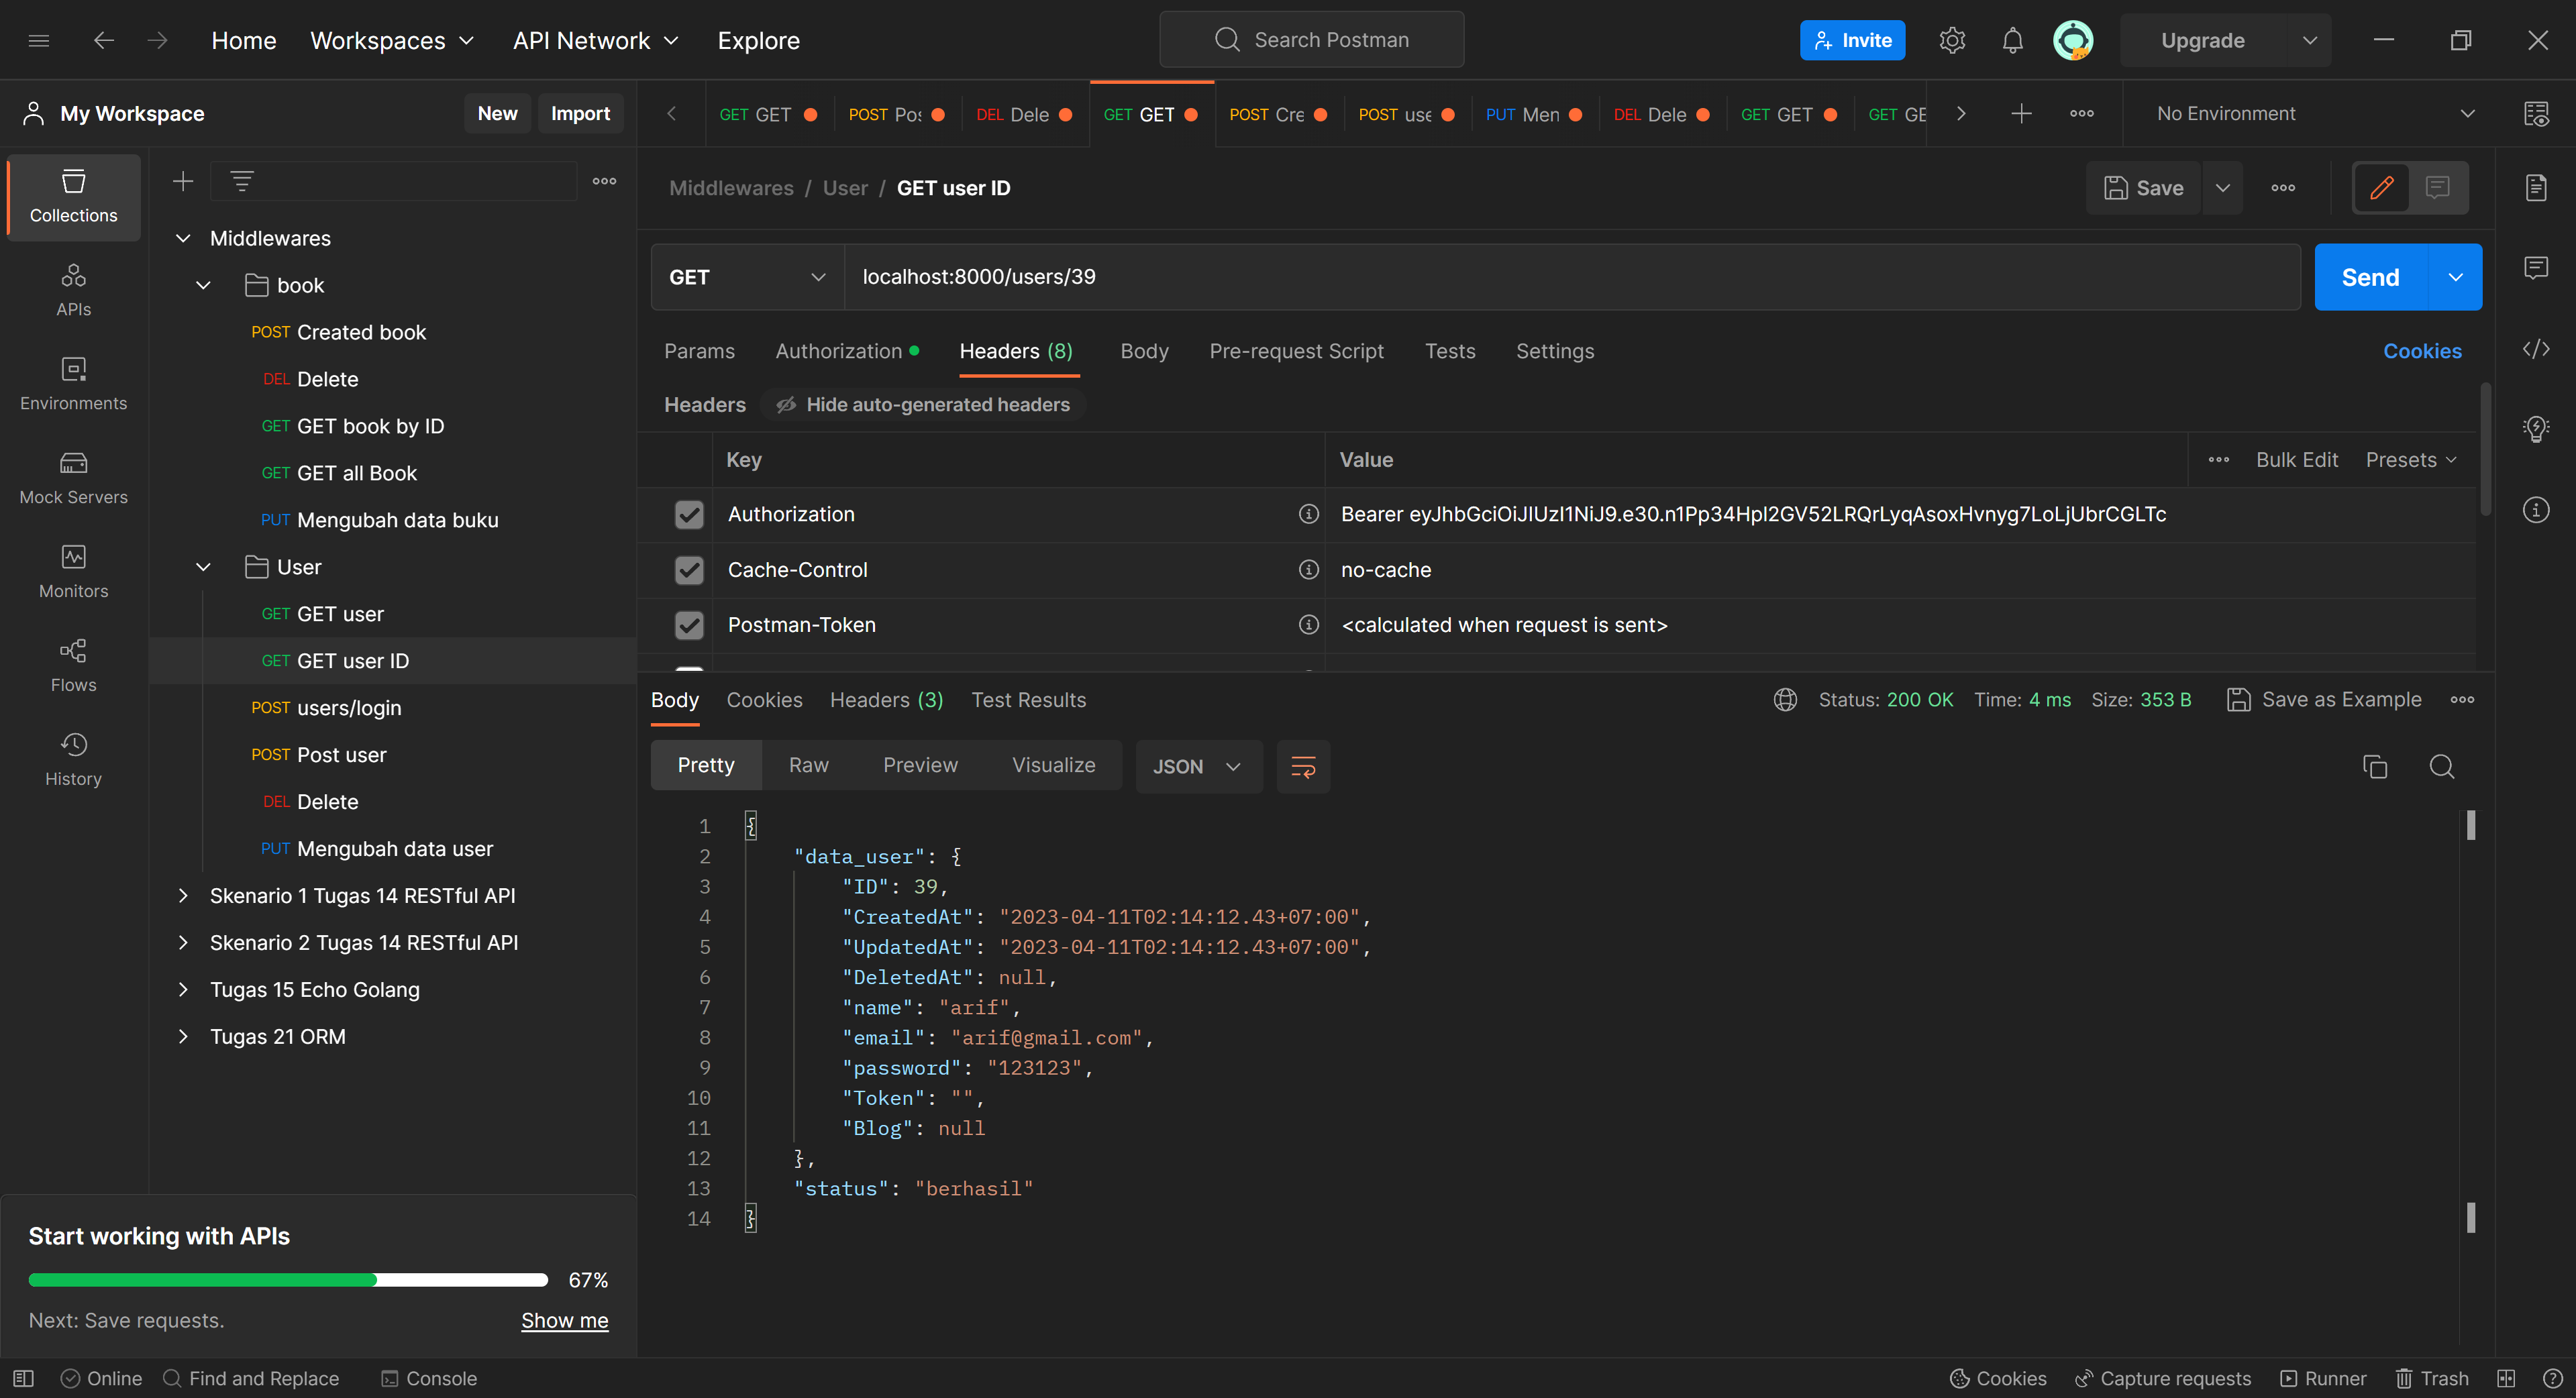 Home Workspaces API Network Explore Search Postman Invite Upgrade
My Workspace New Import
GET GET POST Pos DEL Dele GET GET POST Cre POST use PUT Men DEL Dele GET GET GET GE No Environment
Collections
APIs
Environments
Mock Servers
Monitors
Flows
History
Middlewares
book
POST Created book
DEL Delete
GET GET book by ID
GET GET all Book
PUT Mengubah data buku
User
GET GET user
GET GET user ID
POST users/login
POST Post user
DEL Delete
PUT Mengubah data user
Skenario 1 Tugas 14 RESTful API
Skenario 2 Tugas 14 RESTful API
Tugas 15 Echo Golang
Tugas 21 ORM
Start working with APIs
67%
Next: Save requests. Show me
Middlewares / User / GET user ID Save
GET localhost:8000/users/39 Send
Params Authorization Headers (8) Body Pre-request Script Tests Settings Cookies
Headers Hide auto-generated headers
Key Value Bulk Edit Presets
Authorization Bearer eyJhbGciOiJIUzI1NiJ9.e30.n1Pp34Hpl2GV52LRQrLyqAsoxHvnyg7LoLjUbrCGLTc
Cache-Control no-cache
Postman-Token <calculated when request is sent>
Body Cookies Headers (3) Test Results Status: 200 OK Time: 4 ms Size: 353 B Save as Example
Pretty Raw Preview Visualize JSON
1 {
2 "data_user": {
3 "ID": 39,
4 "CreatedAt": "2023-04-11T02:14:12.43+07:00",
5 "UpdatedAt": "2023-04-11T02:14:12.43+07:00",
6 "DeletedAt": null,
7 "name": "arif",
8 "email": "arif@gmail.com",
9 "password": "123123",
10 "Token": "",
11 "Blog": null
12 },
13 "status": "berhasil"
14 }
Online Find and Replace Console Cookies Capture requests Runner Trash